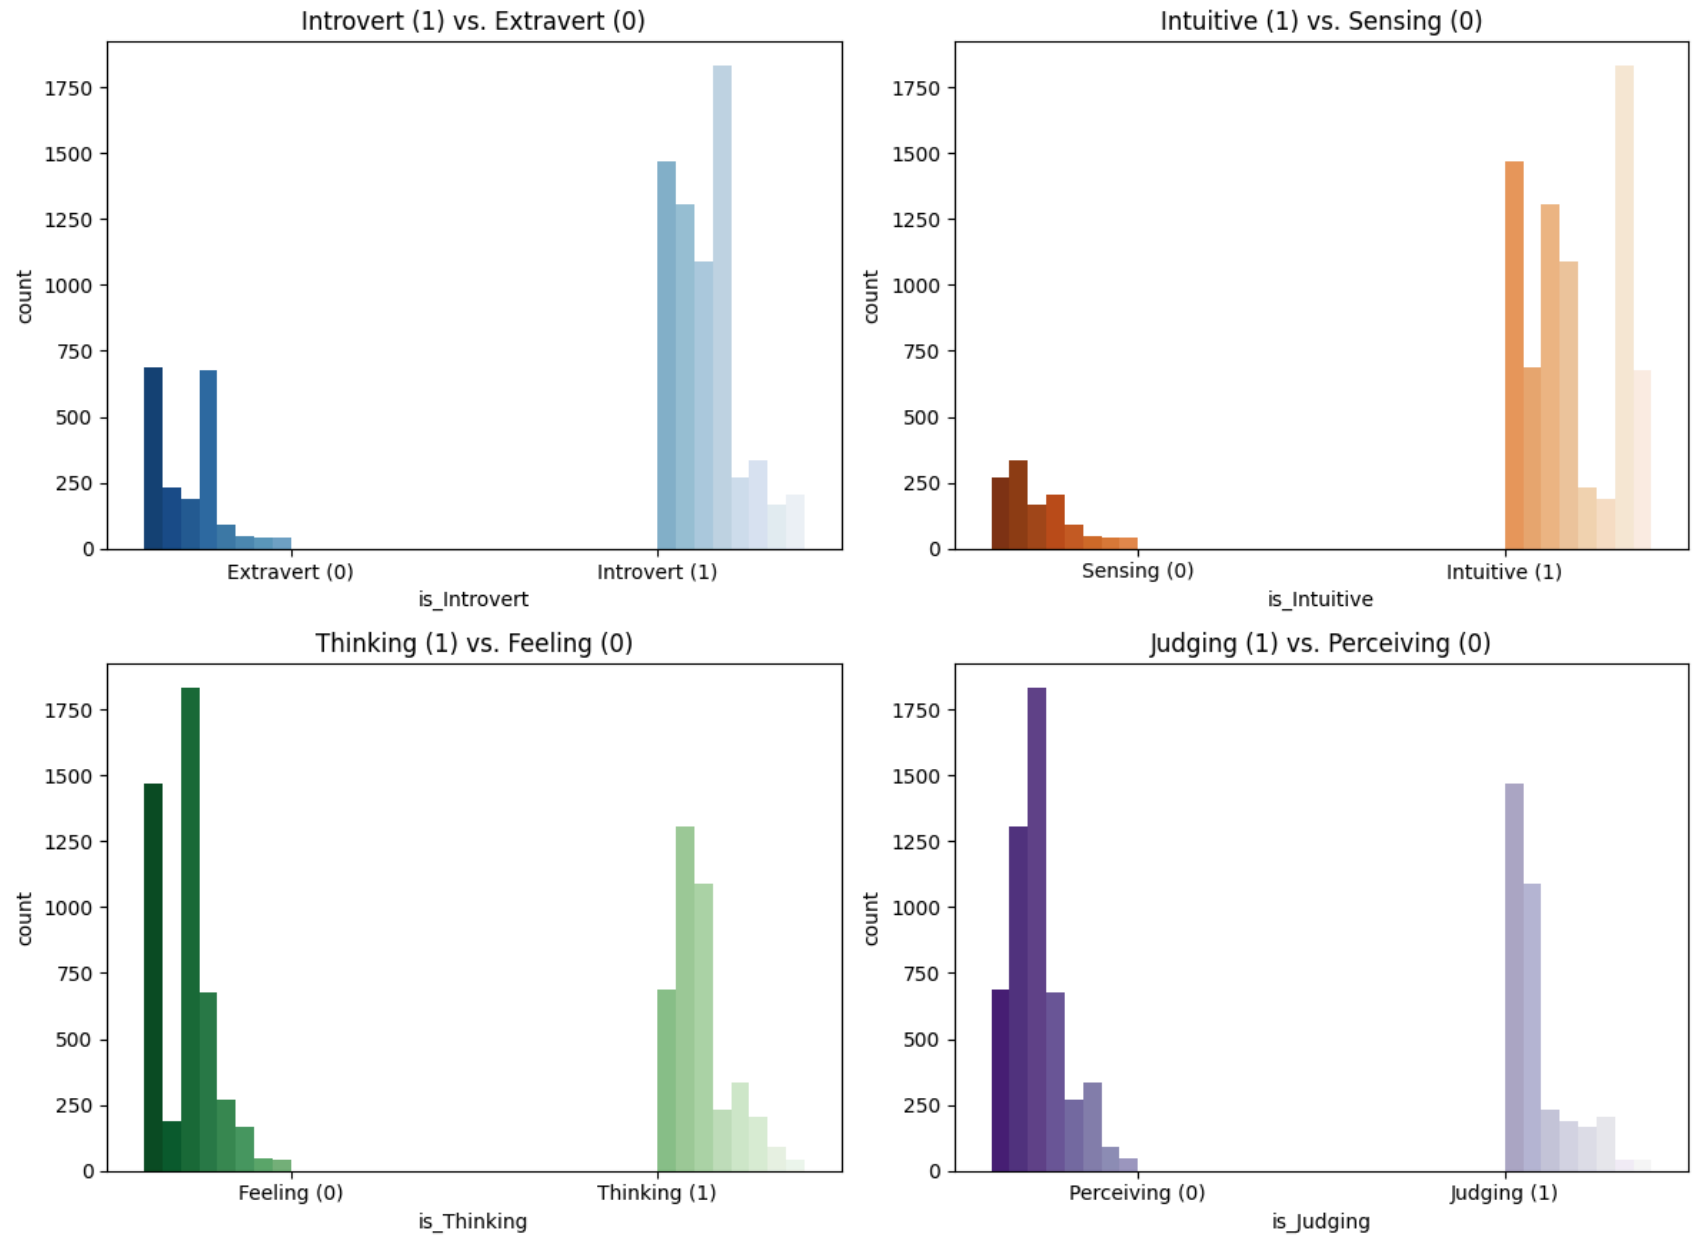 Introvert (1) vs. Extravert (0)
1750
1500
1250
1000
750
500
250
0
count
Extravert (0)
Introvert (1)
is_Introvert
Intuitive (1) vs. Sensing (0)
1750
1500
1250
1000
750
500
250
0
count
Sensing (0)
Intuitive (1)
is_Intuitive
Thinking (1) vs. Feeling (0)
1750
1500
1250
1000
750
500
250
0
count
Feeling (0)
Thinking (1)
is_Thinking
Judging (1) vs. Perceiving (0)
1750
1500
1250
1000
750
500
250
0
count
Perceiving (0)
Judging (1)
is_Judging